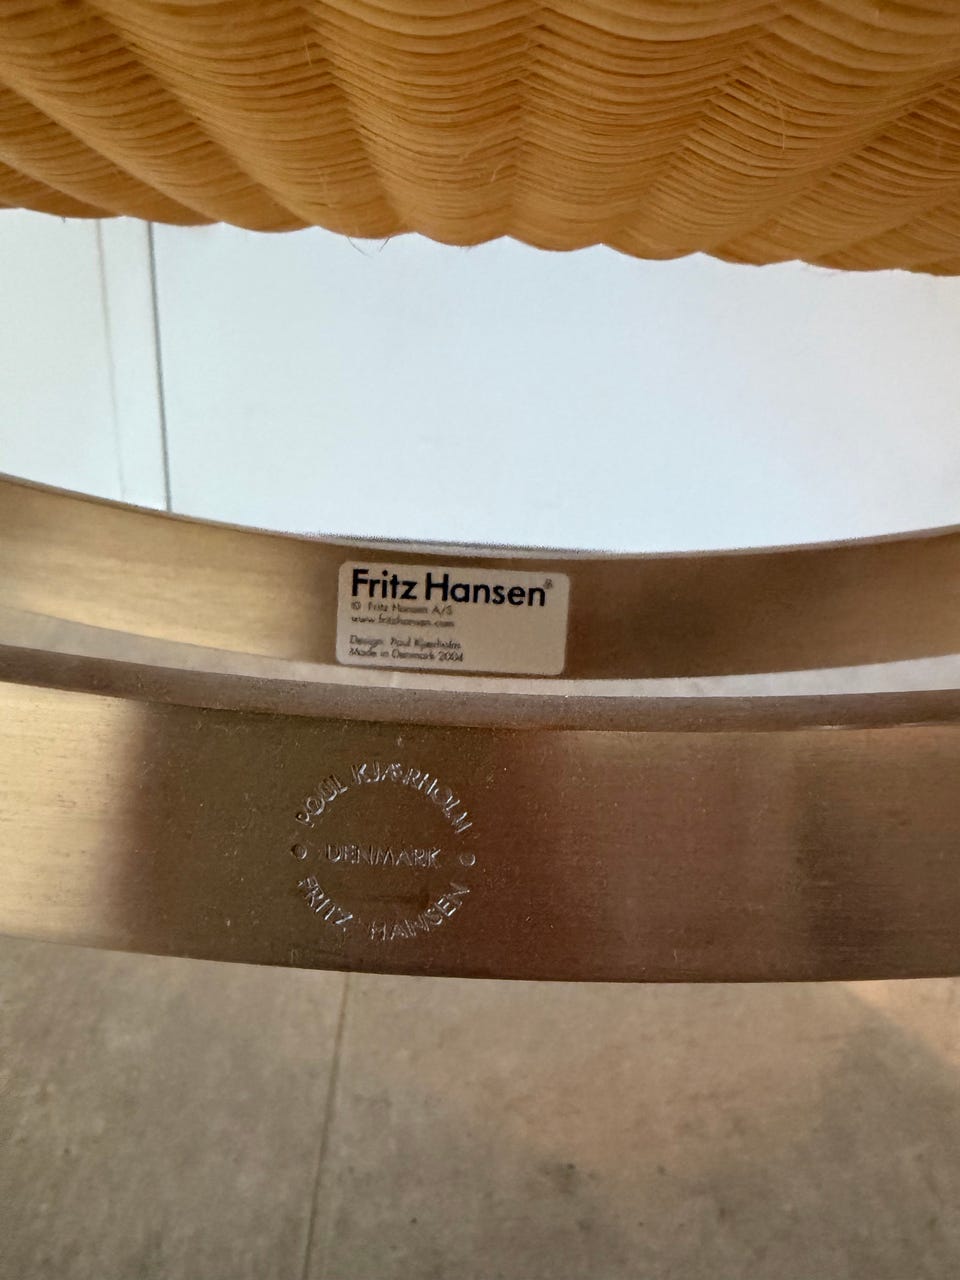 Fritz Hansen®
© Fritz Hansen A/S
www.fritzhansen.com
Design: Poul Kjærholm
Made in Denmark 2004
POUL KJÆRHOLM
DENMARK
FRITZ HANSEN